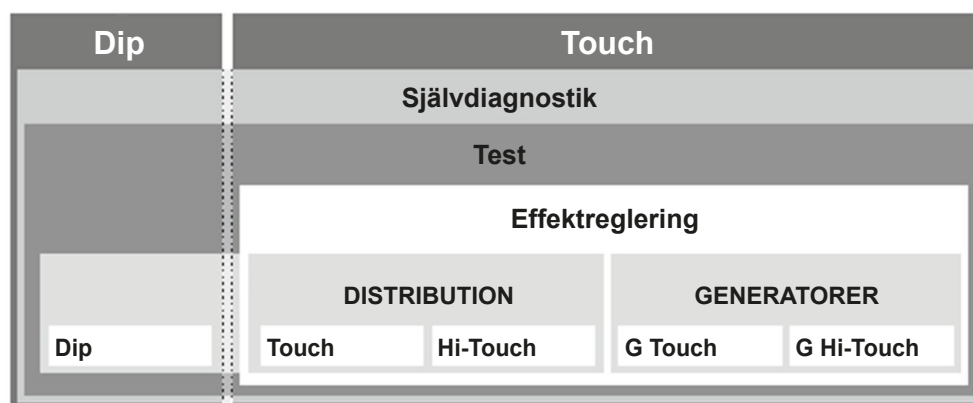 Dip Touch
Självdiagnostik
Test
Effektreglering
DISTRIBUTION GENERATORER
Dip Touch Hi-Touch G Touch G Hi-Touch